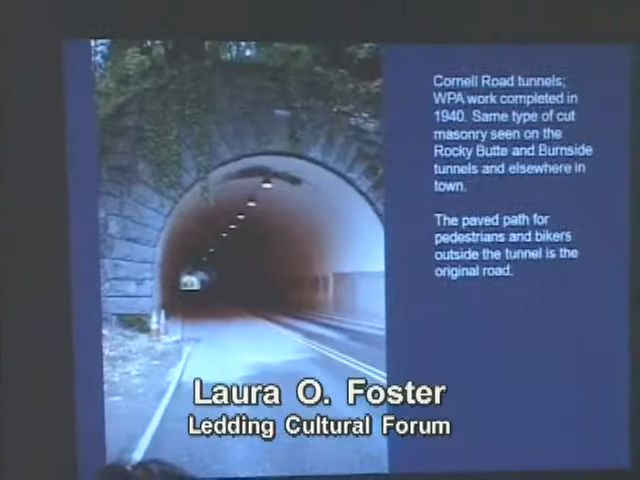 Cornell Road tunnels;
WPA work completed in
1940. Same type of cut
masonry seen on the
Rocky Butte and Burnside
tunnels and elsewhere in
town.
The paved path for
pedestrians and bikers
outside the tunnel is the
original road.
Laura O. Foster
Ledding Cultural Forum